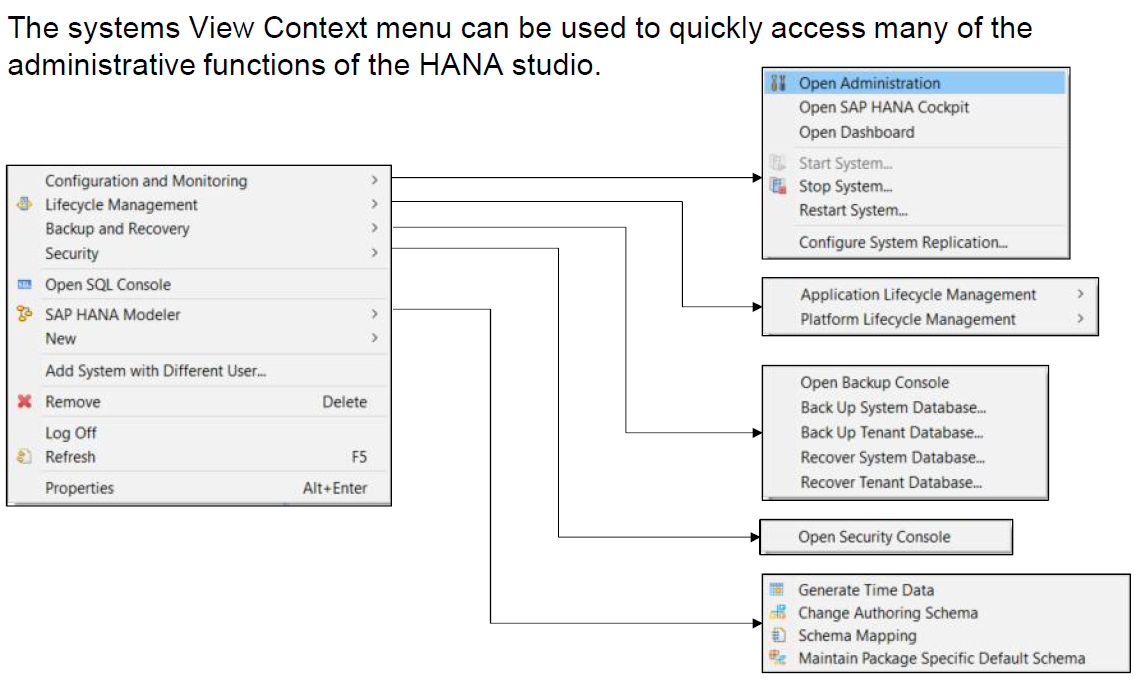 The systems View Context menu can be used to quickly access many of the
administrative functions of the HANA studio.
Configuration and Monitoring >
Lifecycle Management >
Backup and Recovery >
Security >
Open SQL Console
SAP HANA Modeler >
New >
Add System with Different User...
Remove Delete
Log Off
Refresh F5
Properties Alt+Enter
Open Administration
Open SAP HANA Cockpit
Open Dashboard
Start System...
Stop System...
Restart System...
Configure System Replication...
Application Lifecycle Management >
Platform Lifecycle Management >
Open Backup Console
Back Up System Database...
Back Up Tenant Database...
Recover System Database...
Recover Tenant Database...
Open Security Console
Generate Time Data
Change Authoring Schema
Schema Mapping
Maintain Package Specific Default Schema